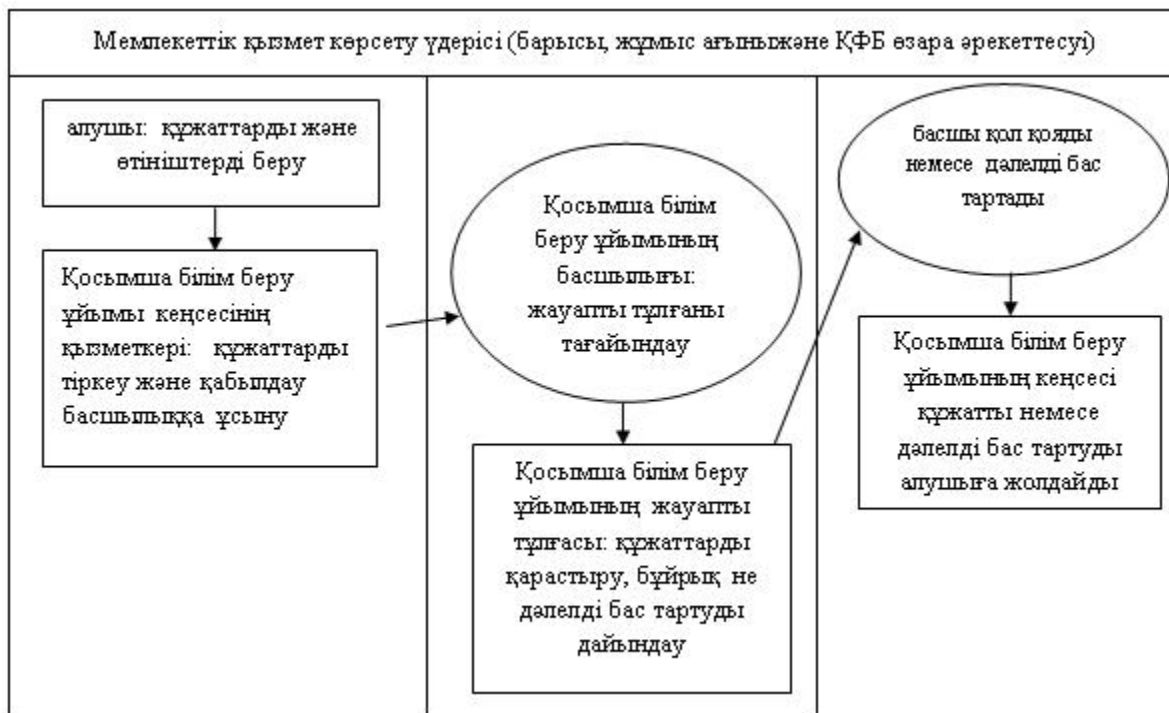 Мемлекеттік қызмет көрсету үдерісі (барысы, жұмыс ағыныжәне ҚФБ өзара әрекеттесуі)
алушы: құжаттарды және
өтініштерді беру
Қосымша білім беру
ұйымы кеңсесінің
қызметкері: құжаттарды
тіркеу және қабылдау
басшылыққа ұсыну
Қосымша білім
беру ұйымының
басшылығы:
жауапты тұлғаны
тағайындау
Қосымша білім беру
ұйымының жауапты
тұлғасы: құжаттарды
қарастыру, бұйрық не
дәлелді бас тартуды
дайындау
басшы қол қояды
немесе дәлелді бас
тартады
Қосымша білім беру
ұйымының кеңсесі
құжатты немесе
дәлелді бас тартуды
алушыға жолдайды